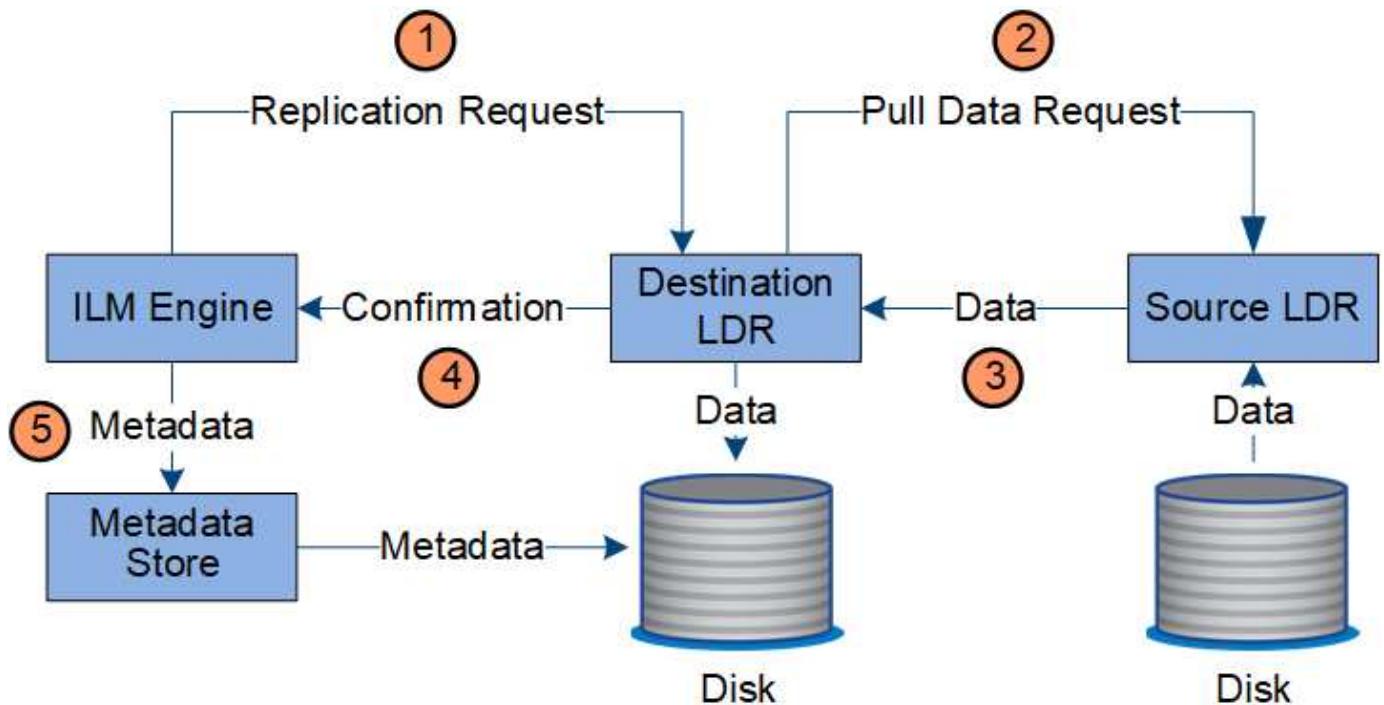 1
2
Replication Request
Pull Data Request
ILM Engine
Confirmation
Destination
LDR
Data
Source LDR
4
3
5
Metadata
Data
Data
Metadata
Store
Metadata
Disk
Disk